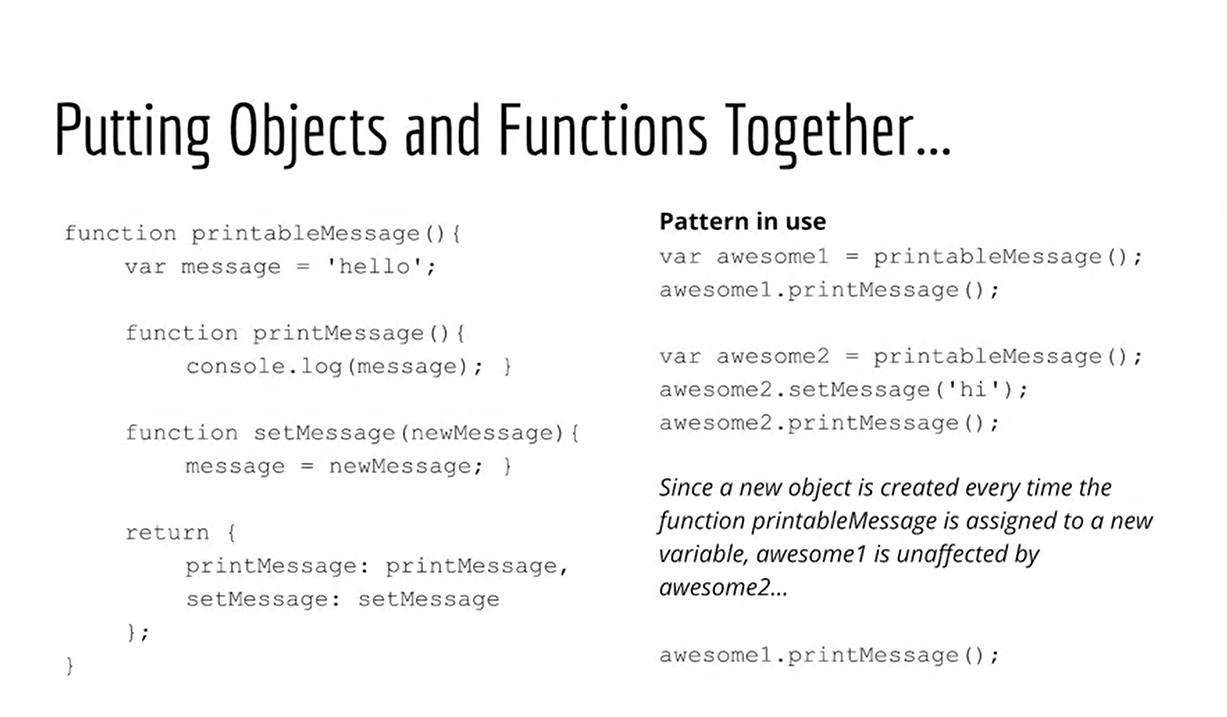 Putting Objects and Functions Together...
function printableMessage(){
var message = 'hello';
function printMessage(){
console.log(message); }
function setMessage(newMessage){
message = newMessage; }
return {
printMessage: printMessage,
setMessage: setMessage
};
}
Pattern in use
var awesome1 = printableMessage();
awesome1.printMessage();
var awesome2 = printableMessage();
awesome2.setMessage('hi');
awesome2.printMessage();
Since a new object is created every time the
function printableMessage is assigned to a new
variable, awesome1 is unaffected by
awesome2...
awesome1.printMessage();